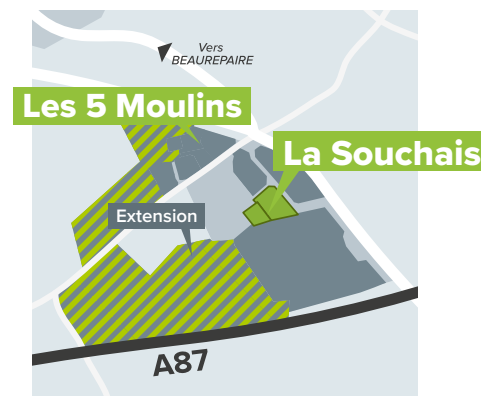 Vers
BEAUREPAIRE
Les 5 Moulins
La Souchais
Extension
A87